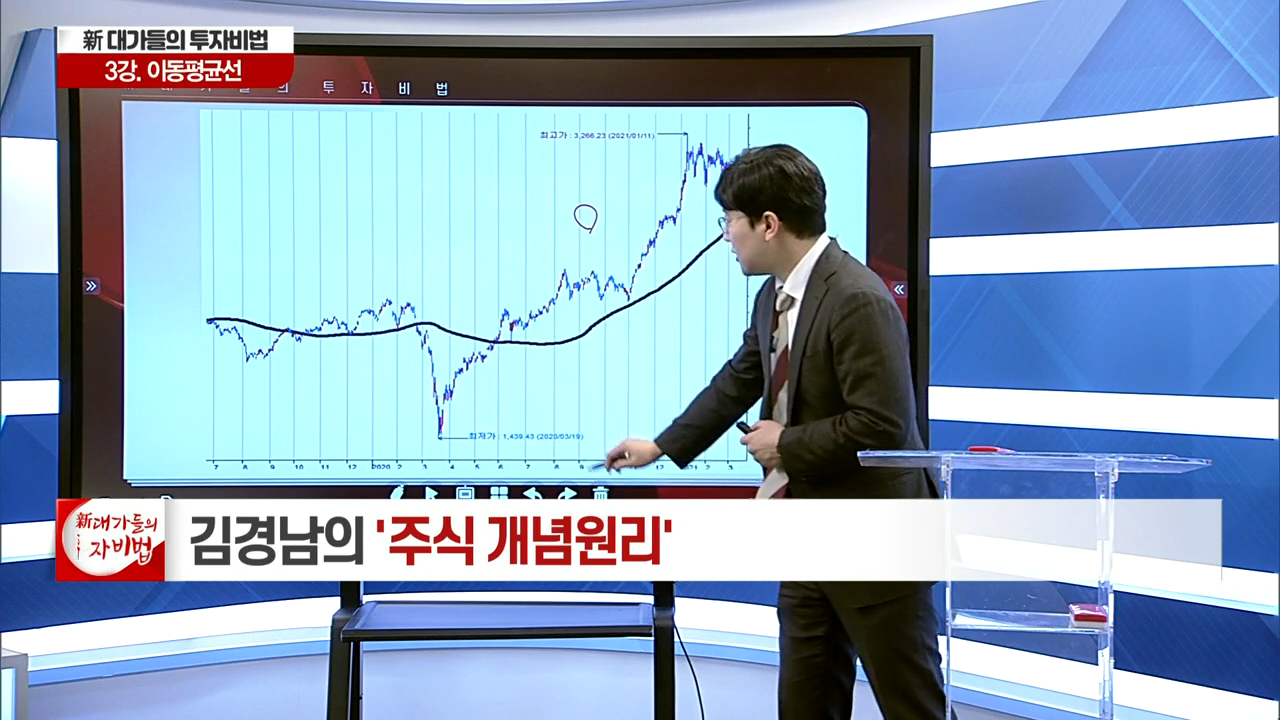 新 대가들의 투자비법
3강. 이동평균선
의 투 자 비 법
최고가 : 3,266.23 (2021/01/11)
최저가 : 1,439.43 (2020/03/19)
7 8 9 10 11 12 2020 2 3 4 5 6 7 8 9 12 2 3
新대가들의
자비법
김경남의 '주식 개념원리'